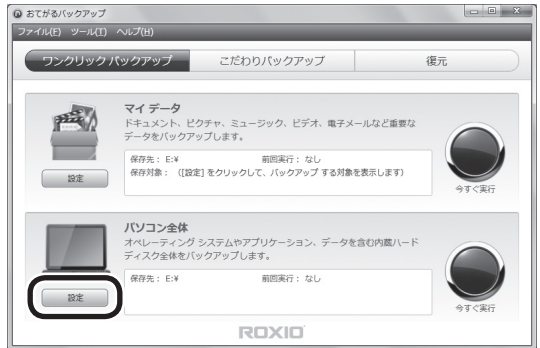 おてがるバックアップ
ファイル(F) ツール(T) ヘルプ(H)
ワンクリックバックアップ こだわりバックアップ 復元
マイ データ
ドキュメント、ピクチャ、ミュージック、ビデオ、電子メールなど重要な
データをバックアップします。
保存先： E:¥ 前回実行： なし
保存対象： （[設定] をクリックして、バックアップ する対象を表示します）
設定
今すぐ実行
パソコン全体
オペレーティング システムやアプリケーション、データを含む内蔵ハード
ディスク全体をバックアップします。
保存先： E:¥ 前回実行： なし
設定
今すぐ実行
ROXIO